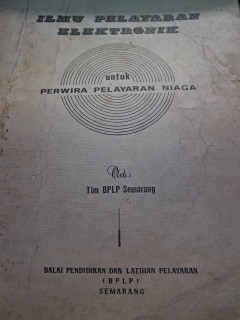 ILMU PELAYARAN
ELEKTRONIK
untuk
PERWIRA PELAYARAN NIAGA
Oleh :
Tim BPLP Semarang
BALAI PENDIDIKAN DAN LATIHAN PELAYARAN
( BPLP )
SEMARANG